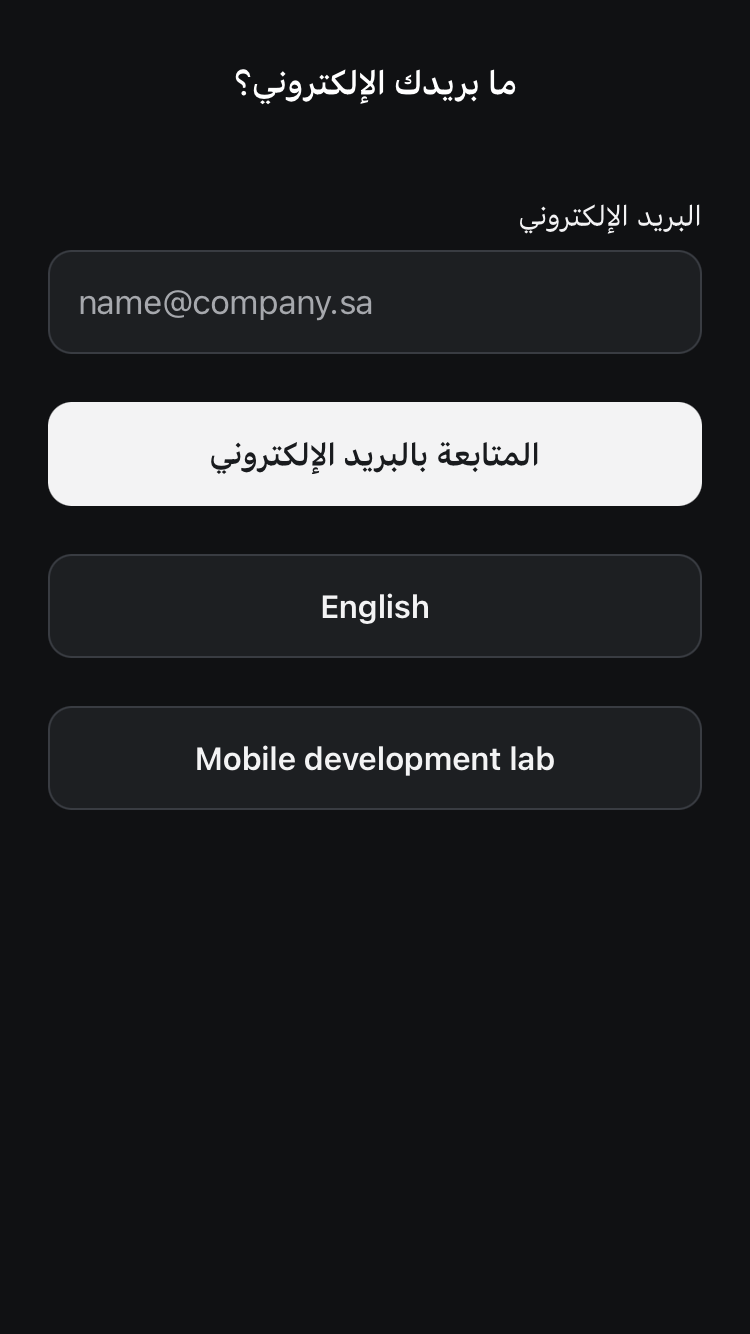 ما بريدك الإلكتروني؟
البريد الإلكتروني
name@company.sa
المتابعة بالبريد الإلكتروني
English
Mobile development lab